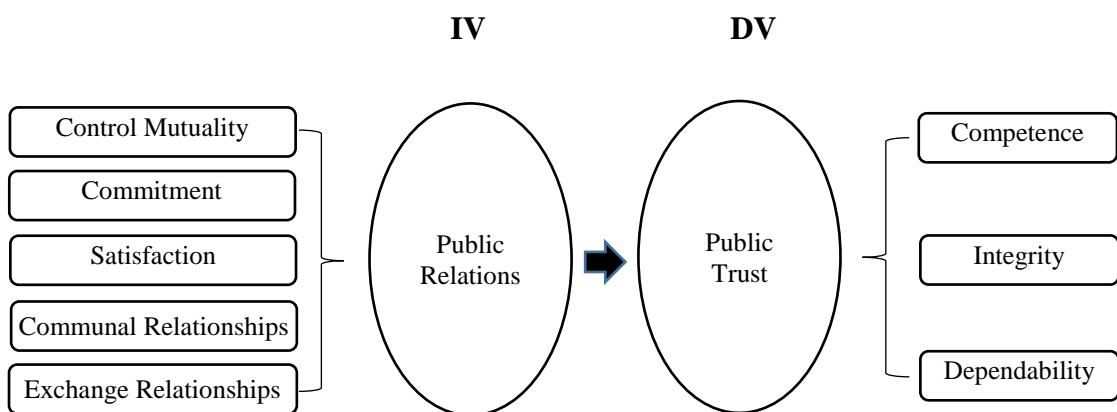 IV
DV
Control Mutuality
Commitment
Satisfaction
Communal Relationships
Exchange Relationships
Public
Relations
Public
Trust
Competence
Integrity
Dependability